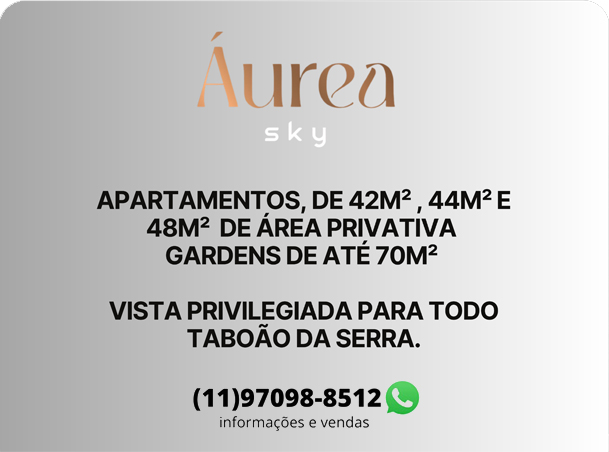 Áurea
sky
APARTAMENTOS, DE 42M² , 44M² E
48M² DE ÁREA PRIVATIVA
GARDENS DE ATÉ 70M²
VISTA PRIVILEGIADA PARA TODO
TABOÃO DA SERRA.
(11)97098-8512
informações e vendas